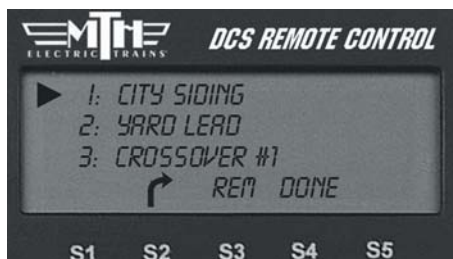 MTH
ELECTRIC TRAINS
DCS REMOTE CONTROL
1: CITY SIDING
2: YARD LEAD
3: CROSSOVER #1
REM DONE
S1 S2 S3 S4 S5